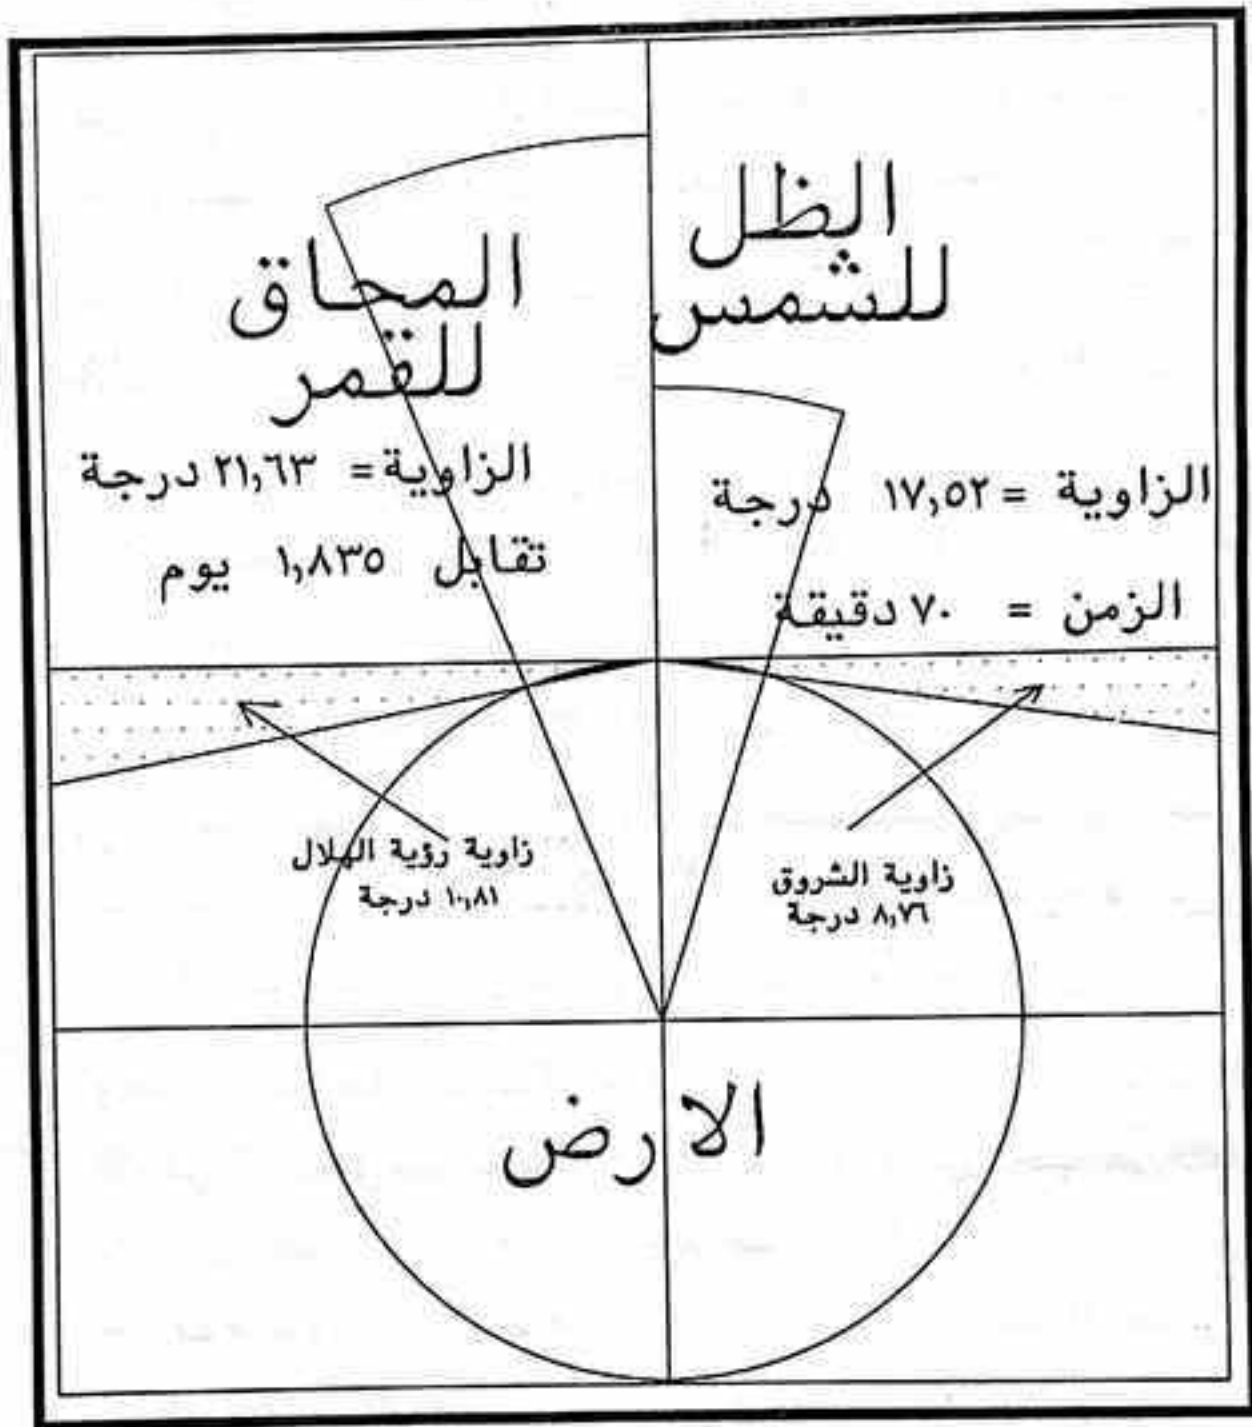 الظل
للشمس
الزاوية = ١٧,٥٢ درجة
الزمن = ٧٠ دقيقة
المحاق
للقمر
الزاوية = ٢١,٦٣ درجة
تقابل ١,٨٣٥ يوم
زاوية الشروق
٨,٧٦ درجة
زاوية رؤية الهلال
١٠,٨١ درجة
الارض